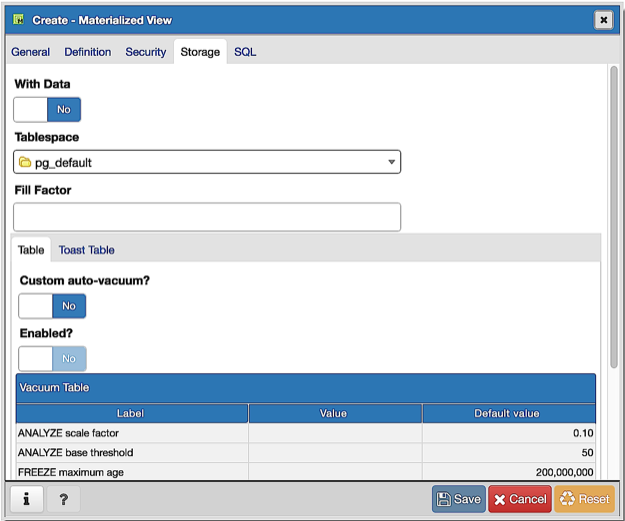 Create - Materialized View
General Definition Security Storage SQL
With Data
No
Tablespace
pg_default
Fill Factor
Table Toast Table
Custom auto-vacuum?
No
Enabled?
No
Vacuum Table
Label Value Default value
ANALYZE scale factor 0.10
ANALYZE base threshold 50
FREEZE maximum age 200,000,000
i ? Save Cancel Reset